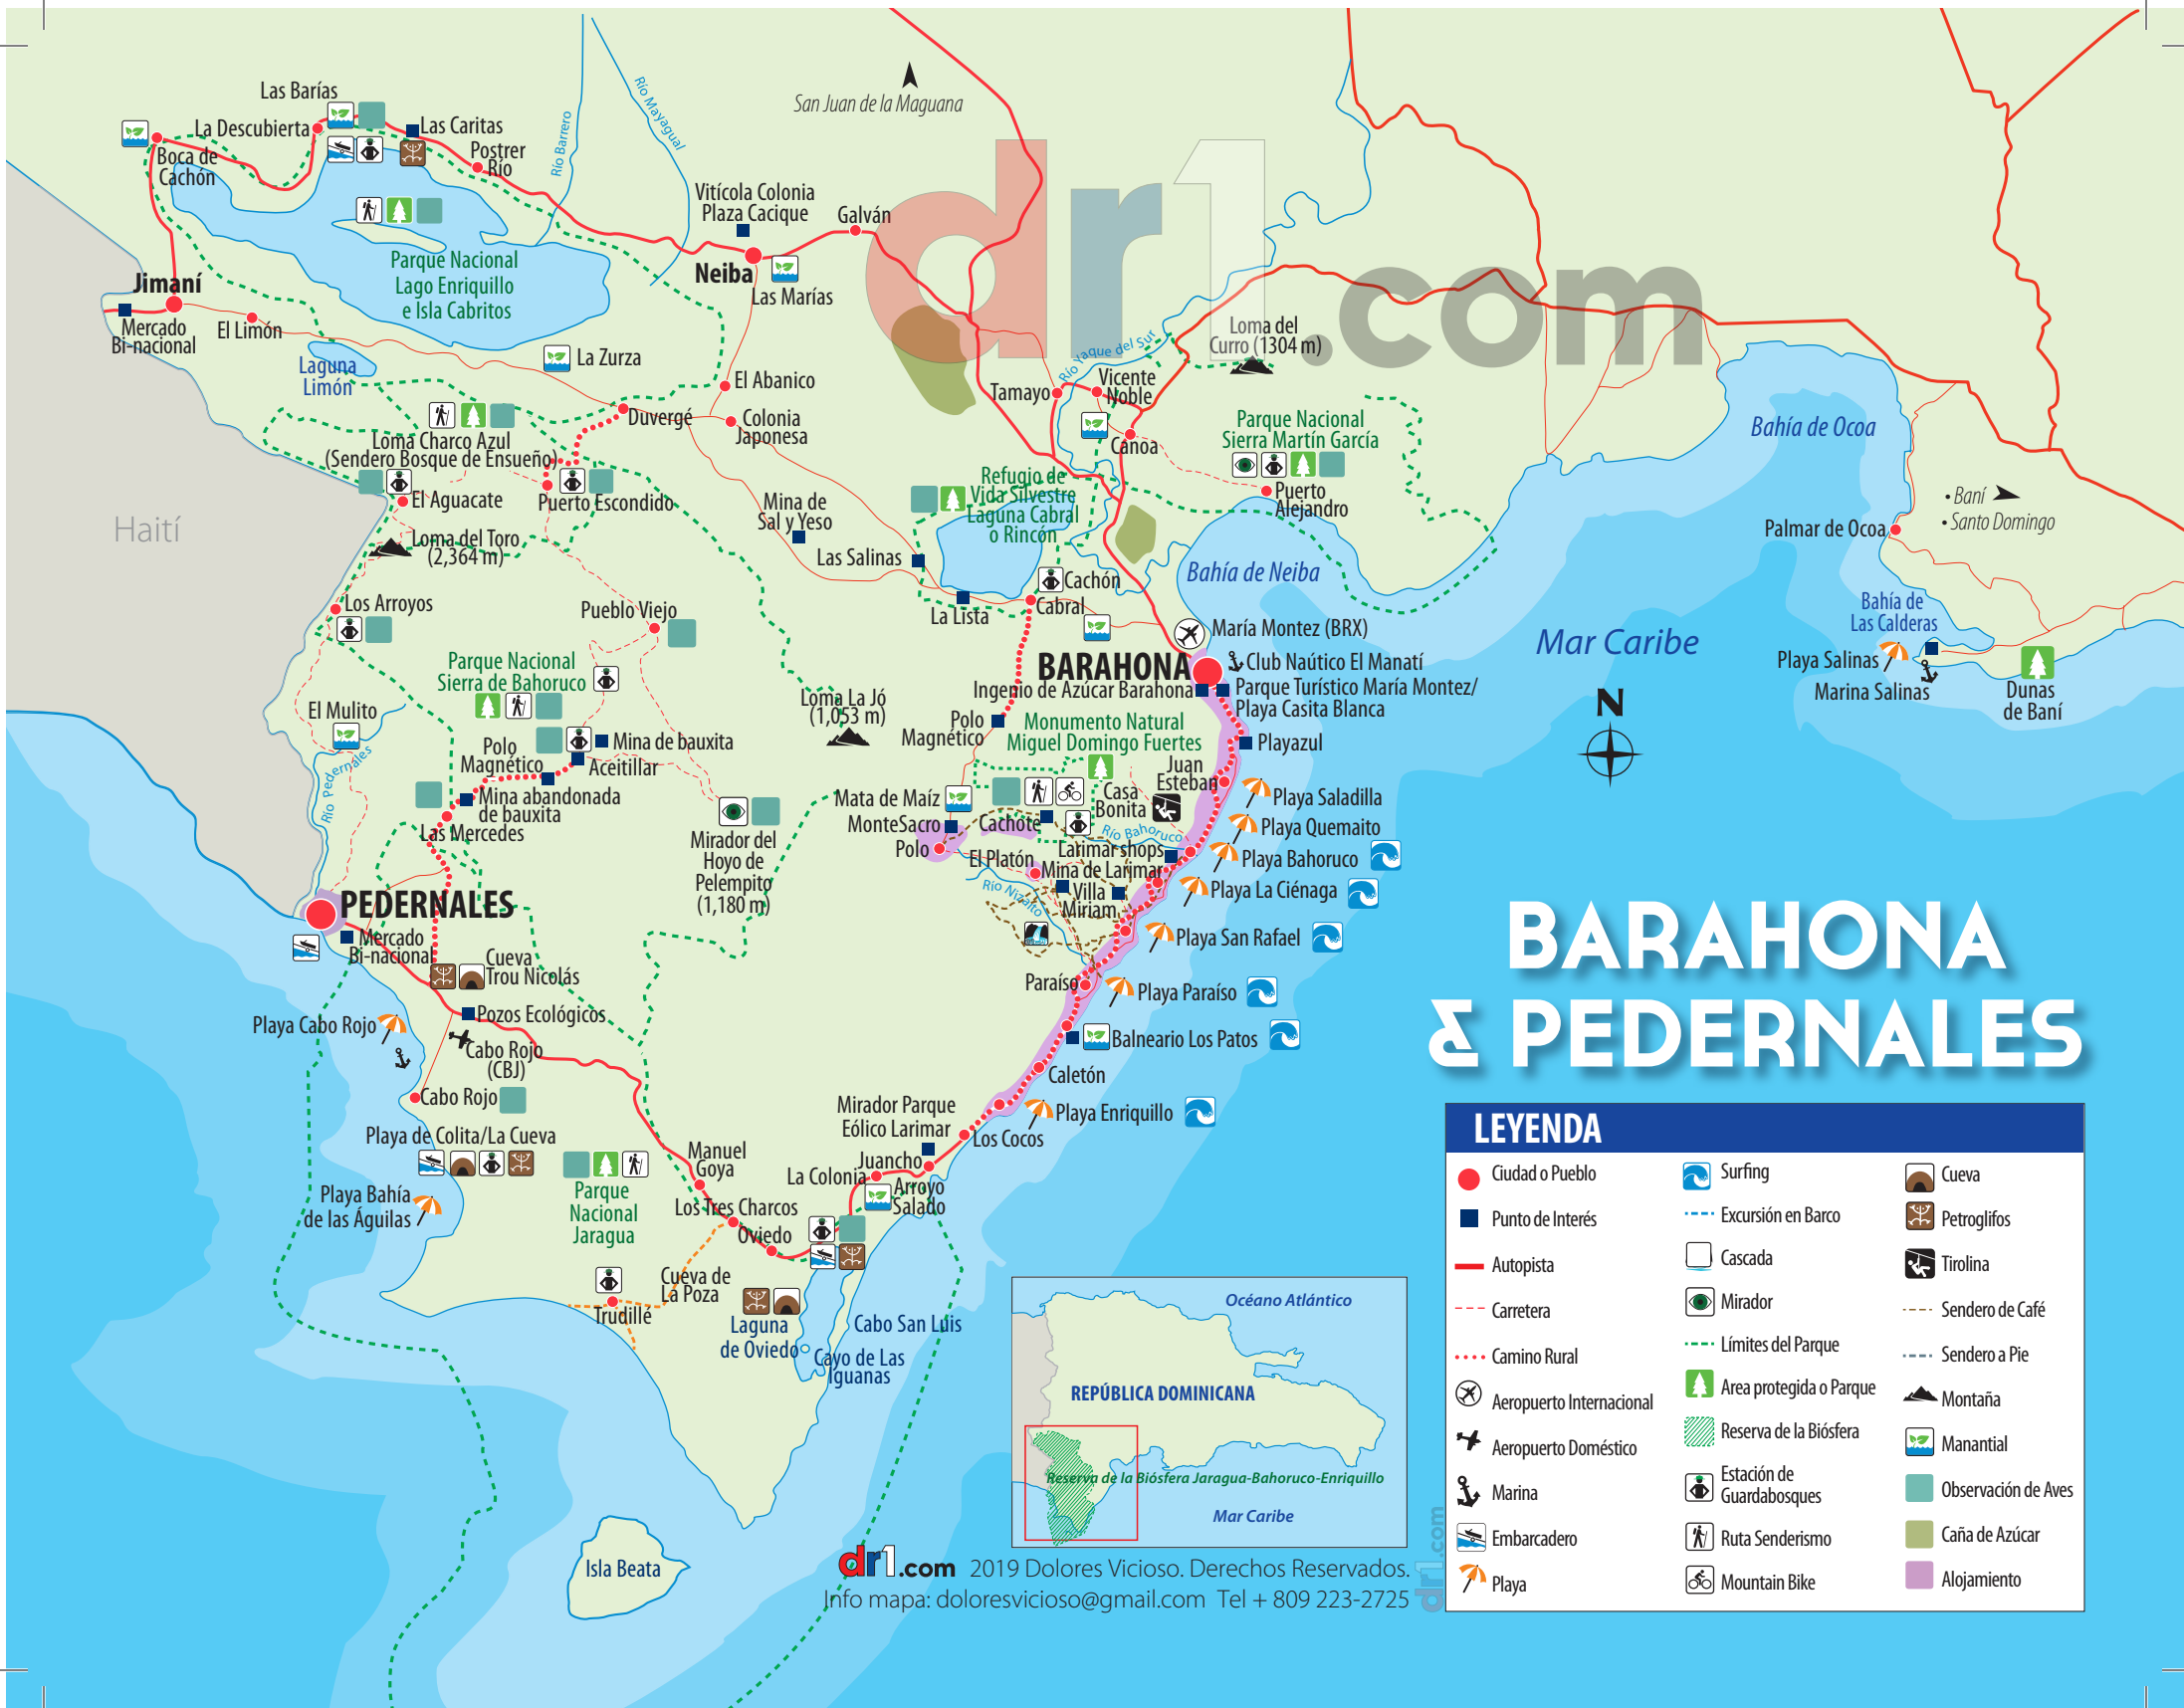 San Juan de la Maguana
Las Barías
La Descubierta
Las Caritas
Postrer
Río
Boca de
Cachón
Río Barrero
Río Mayagual
Vitícola Colonia
Plaza Cacique
Galván
dr1.com
Parque Nacional
Lago Enriquillo
e Isla Cabritos
Neiba
Las Marías
Jimaní
Mercado
Bi-nacional
El Limón
Laguna
Limón
La Zurza
El Abanico
Duvergé
Colonia
Japonesa
Tamayo
Río Yaque del Sur
Vicente
Noble
Canoa
Loma del
Curro (1304 m)
Parque Nacional
Sierra Martín García
Puerto
Alejandro
Bahía de Ocoa
• Baní
• Santo Domingo
Palmar de Ocoa
Bahía de
Las Calderas
Playa Salinas
Marina Salinas
Dunas
de Baní
Haití
Loma Charco Azul
(Sendero Bosque de Ensueño)
El Aguacate
Puerto Escondido
Loma del Toro
(2,364 m)
Mina de
Sal y Yeso
Las Salinas
Refugio de
Vida Silvestre
Laguna Cabral
o Rincón
Cachón
Cabral
La Lista
Bahía de Neiba
Mar Caribe
N
Los Arroyos
Pueblo Viejo
Parque Nacional
Sierra de Bahoruco
El Mulito
Río Pedernales
Polo
Magnético
Mina de bauxita
Aceitillar
Mina abandonada
de bauxita
Las Mercedes
Loma La Jó
(1,053 m)
Mirador del
Hoyo de
Pelempito
(1,180 m)
María Montez (BRX)
BARAHONA
Club Naútico El Manatí
Ingenio de Azúcar Barahona
Parque Turístico María Montez/
Playa Casita Blanca
Polo
Magnético
Monumento Natural
Miguel Domingo Fuertes
Playazul
Juan
Esteban
Casa
Bonita
Mata de Maíz
MonteSacro
Cachote
Polo
Río Bahoruco
El Platón
Larimar shops
Mina de Larimar
Villa
Miriam
Río Nizaito
Playa Saladilla
Playa Quemaito
Playa Bahoruco
Playa La Ciénaga
Playa San Rafael
Paraíso
Playa Paraíso
Balneario Los Patos
Caletón
Playa Enriquillo
Los Cocos
Mirador Parque
Eólico Larimar
Juancho
La Colonia
Arroyo
Salado
PEDERNALES
Mercado
Bi-nacional
Cueva
Trou Nicolás
Pozos Ecológicos
Playa Cabo Rojo
Cabo Rojo
(CBJ)
Cabo Rojo
Playa de Colita/La Cueva
Playa Bahía
de las Águilas
Parque
Nacional
Jaragua
Manuel
Goya
Los Tres Charcos
Oviedo
Cueva de
La Poza
Trudillé
Laguna
de Oviedo
Cabo San Luis
Cayo de Las
Iguanas
Isla Beata
BARAHONA
& PEDERNALES
LEYENDA
Ciudad o Pueblo
Punto de Interés
Autopista
Carretera
Camino Rural
Aeropuerto Internacional
Aeropuerto Doméstico
Marina
Embarcadero
Playa
Surfing
Excursión en Barco
Cascada
Mirador
Límites del Parque
Area protegida o Parque
Reserva de la Biósfera
Estación de
Guardabosques
Ruta Senderismo
Mountain Bike
Cueva
Petroglifos
Tirolina
Sendero de Café
Sendero a Pie
Montaña
Manantial
Observación de Aves
Caña de Azúcar
Alojamiento
Océano Atlántico
REPÚBLICA DOMINICANA
Reserva de la Biósfera Jaragua-Bahoruco-Enriquillo
Mar Caribe
dr1.com 2019 Dolores Vicioso. Derechos Reservados.
Info mapa: doloresvicioso@gmail.com Tel + 809 223-2725
dr1.com